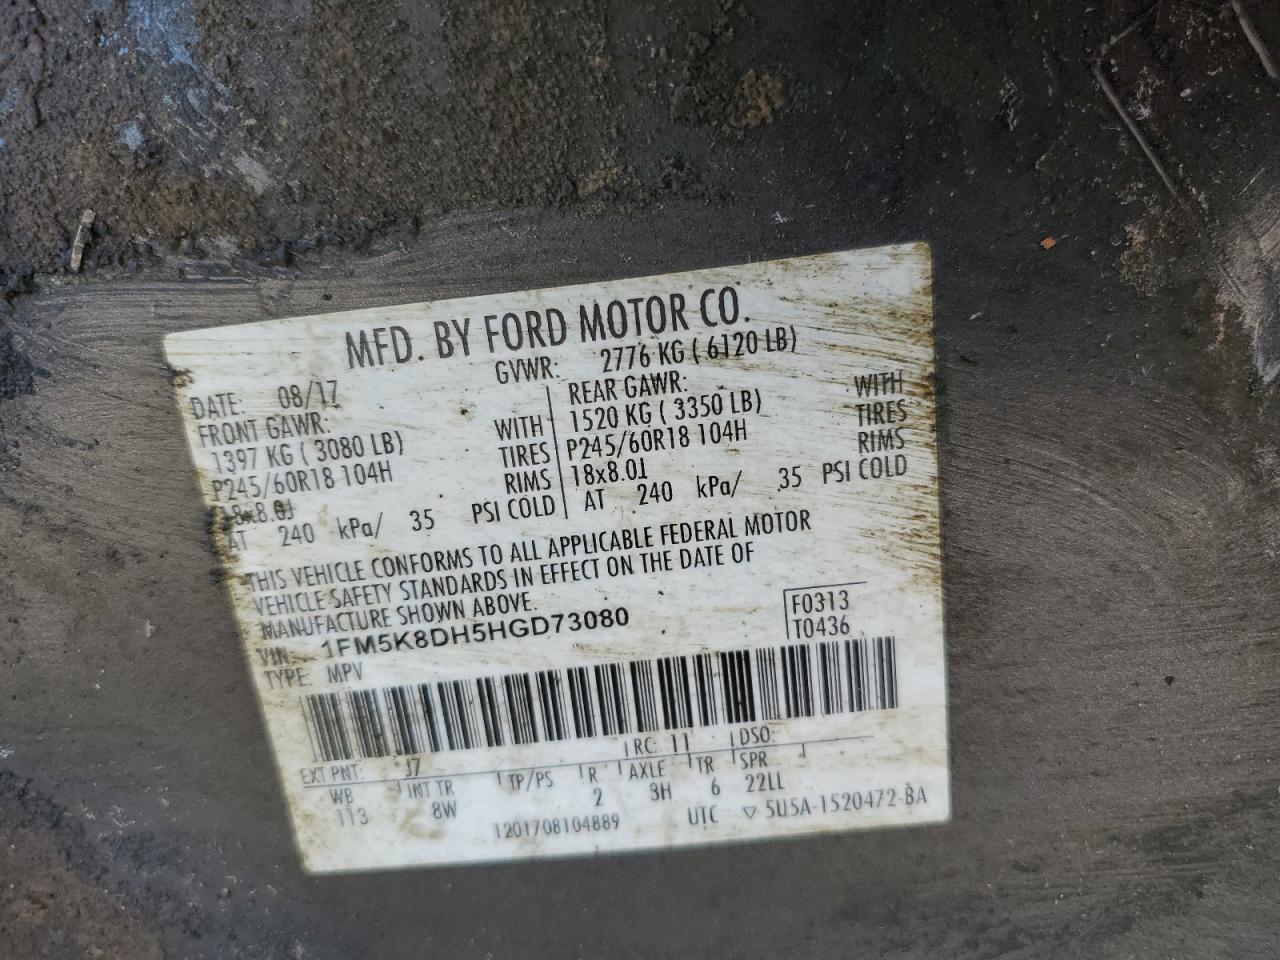 MFD. BY FORD MOTOR CO.
DATE: 08/17 GVWR: 2776 KG ( 6120 LB)
FRONT GAWR: REAR GAWR:
1397 KG ( 3080 LB) WITH 1520 KG ( 3350 LB) WITH
P245/60R18 104H TIRES P245/60R18 104H TIRES
18x8.0J RIMS 18x8.0J RIMS
AT 240 kPa/ 35 PSI COLD AT 240 kPa/ 35 PSI COLD
THIS VEHICLE CONFORMS TO ALL APPLICABLE FEDERAL MOTOR
VEHICLE SAFETY STANDARDS IN EFFECT ON THE DATE OF
MANUFACTURE SHOWN ABOVE.
VIN: 1FM5K8DH5HGD73080 F0313
TYPE: MPV T0436
EXT PNT: J7 RC: 11 DSO:
WB INT TR TP/PS R AXLE TR SPR
113 8W 2 3H 6 22LL
1201708104889 UTC ▽ 5U5A-1520472-BA